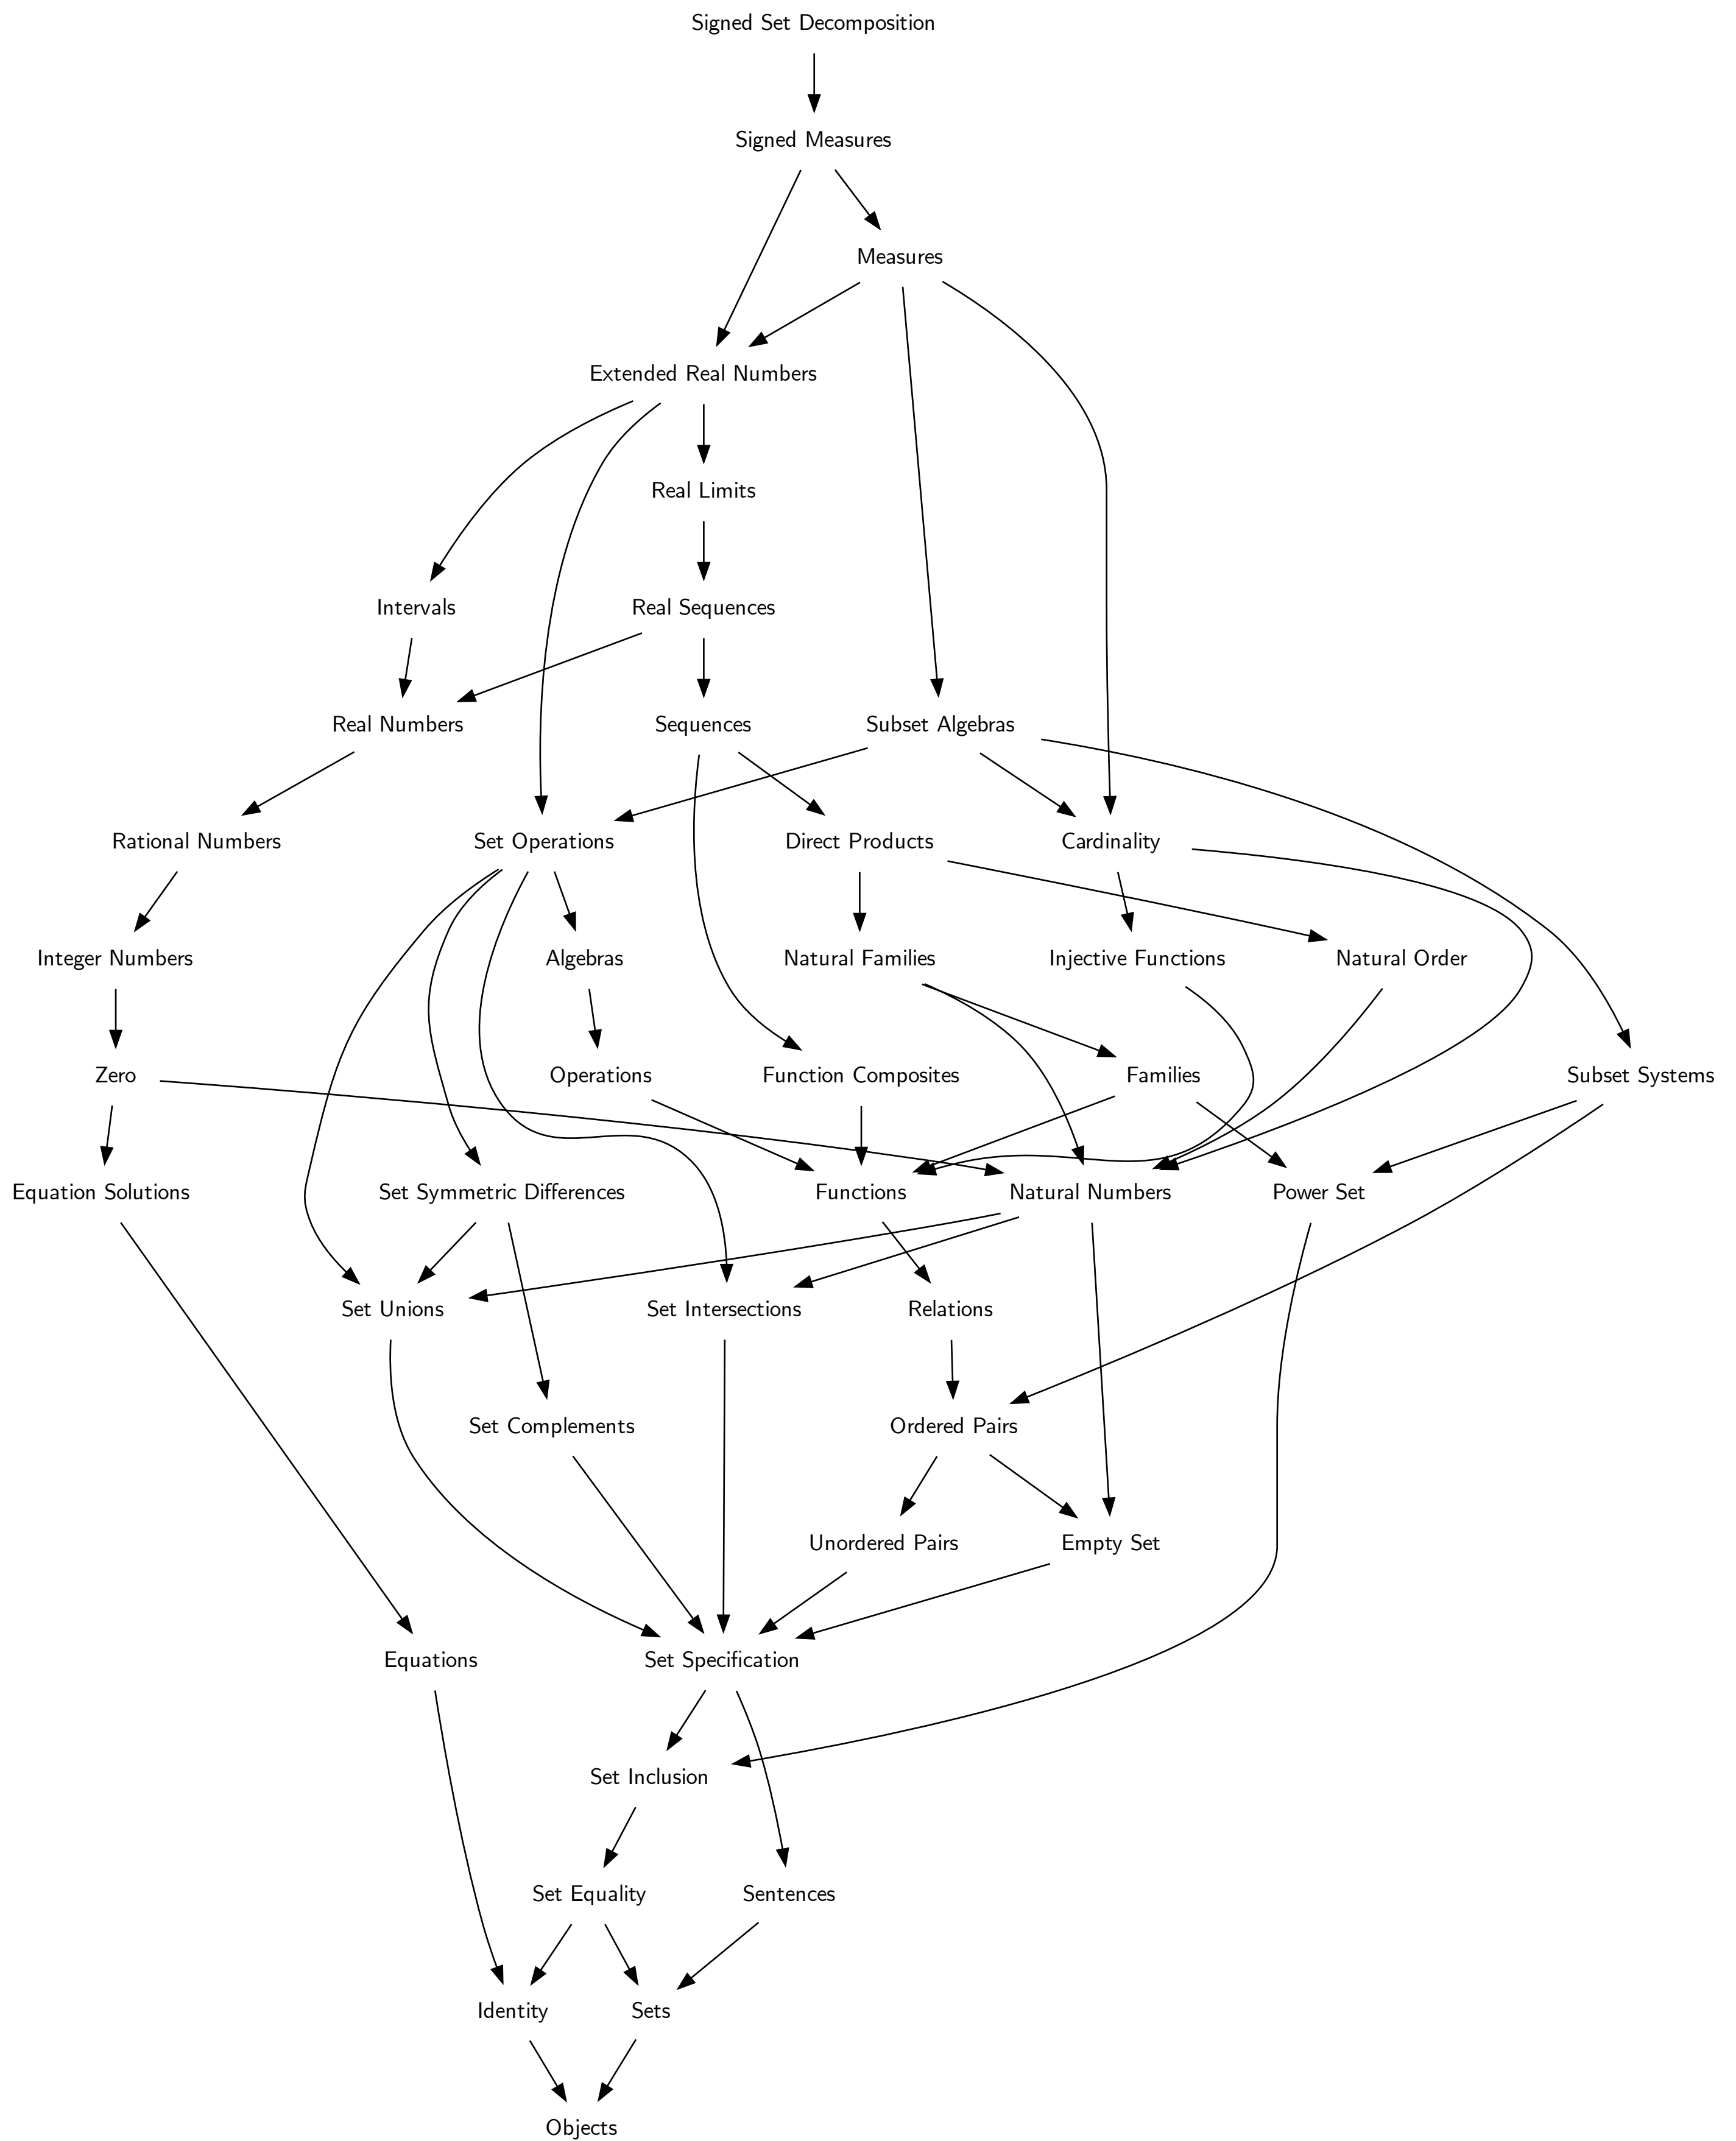 Signed Set Decomposition
Signed Measures
Measures
Extended Real Numbers
Real Limits
Intervals
Real Sequences
Real Numbers
Sequences
Subset Algebras
Rational Numbers
Set Operations
Direct Products
Cardinality
Integer Numbers
Algebras
Natural Families
Injective Functions
Natural Order
Zero
Operations
Function Composites
Families
Subset Systems
Equation Solutions
Set Symmetric Differences
Functions
Natural Numbers
Power Set
Set Unions
Set Intersections
Relations
Set Complements
Ordered Pairs
Unordered Pairs
Empty Set
Equations
Set Specification
Set Inclusion
Set Equality
Sentences
Identity
Sets
Objects